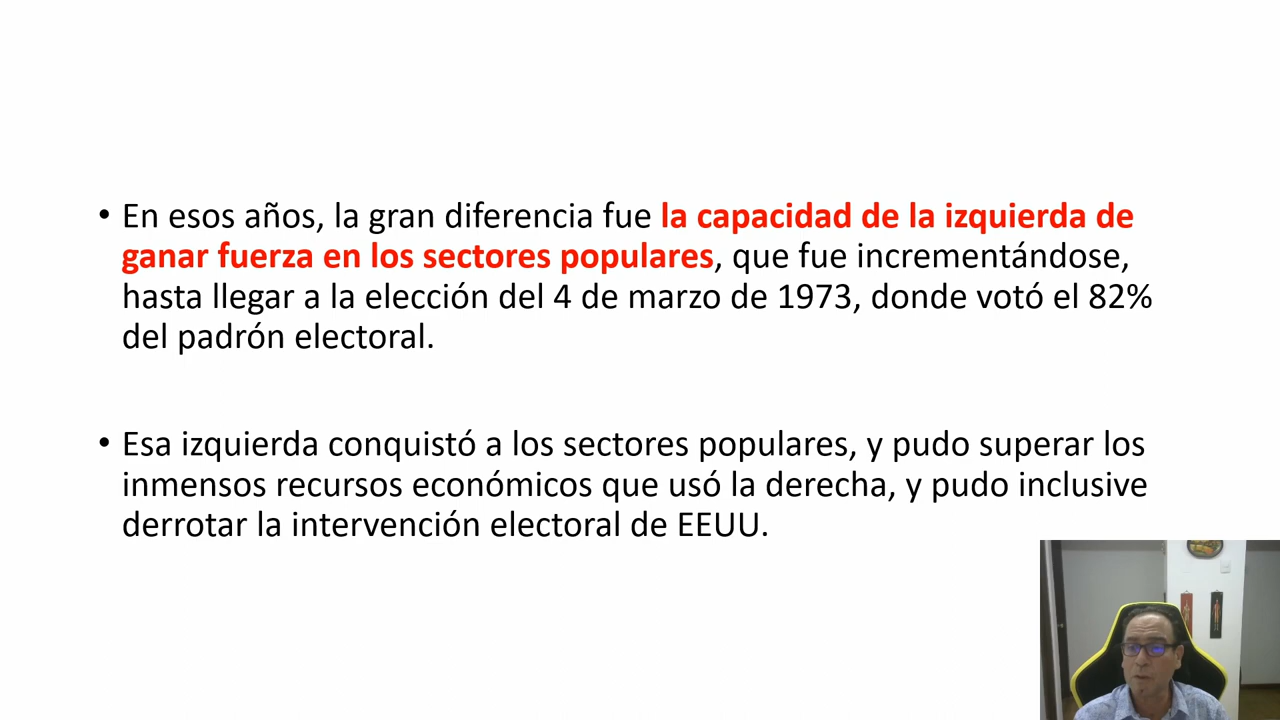 • En esos años, la gran diferencia fue la capacidad de la izquierda de
ganar fuerza en los sectores populares, que fue incrementándose,
hasta llegar a la elección del 4 de marzo de 1973, donde votó el 82%
del padrón electoral.
• Esa izquierda conquistó a los sectores populares, y pudo superar los
inmensos recursos económicos que usó la derecha, y pudo inclusive
derrotar la intervención electoral de EEUU.